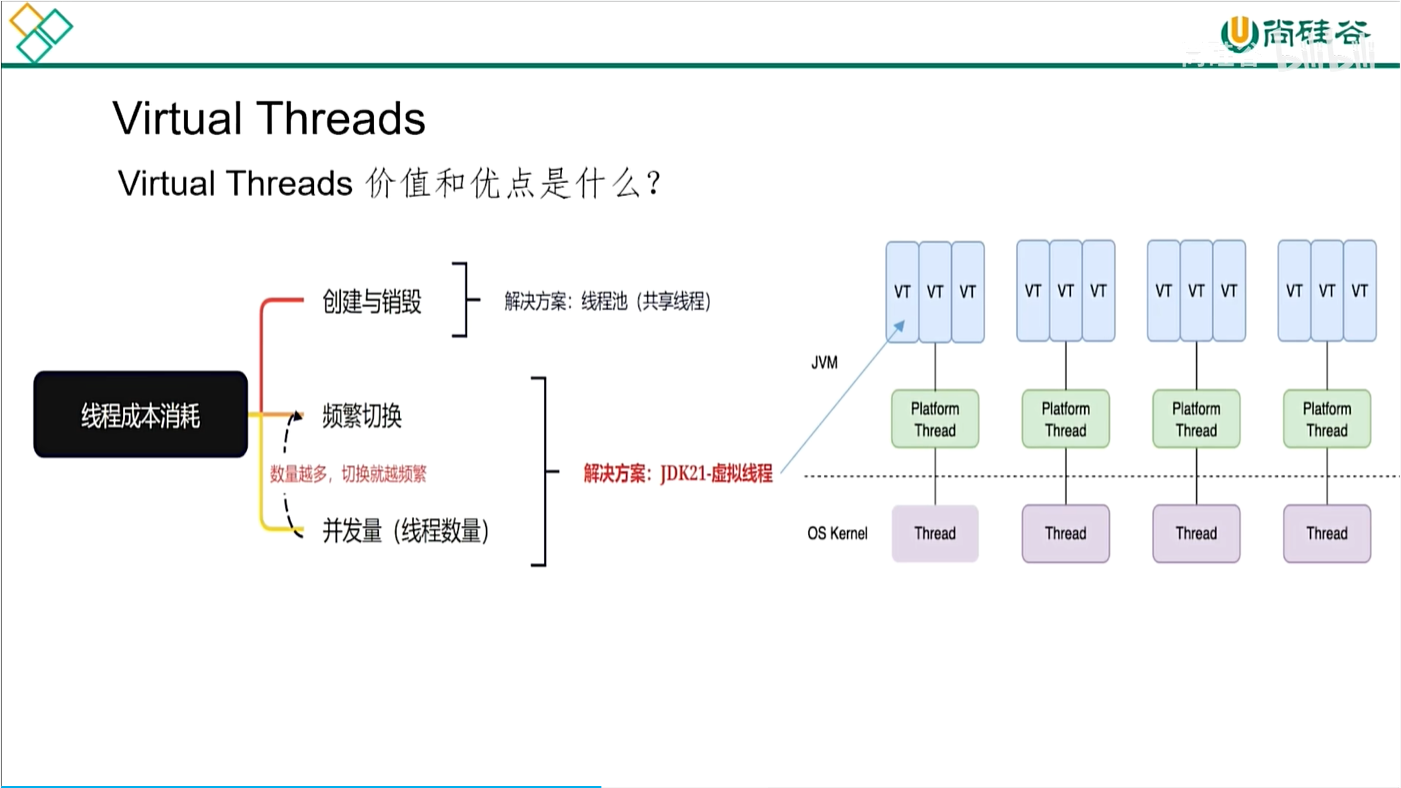 尚硅谷
bilibili
Virtual Threads
Virtual Threads 价值和优点是什么？
线程成本消耗
创建与销毁
解决方案：线程池（共享线程）
频繁切换
数量越多，切换就越频繁
并发量（线程数量）
解决方案：JDK21-虚拟线程
VT VT VT
VT VT VT
VT VT VT
VT VT VT
JVM
Platform
Thread
Platform
Thread
Platform
Thread
Platform
Thread
OS Kernel
Thread
Thread
Thread
Thread